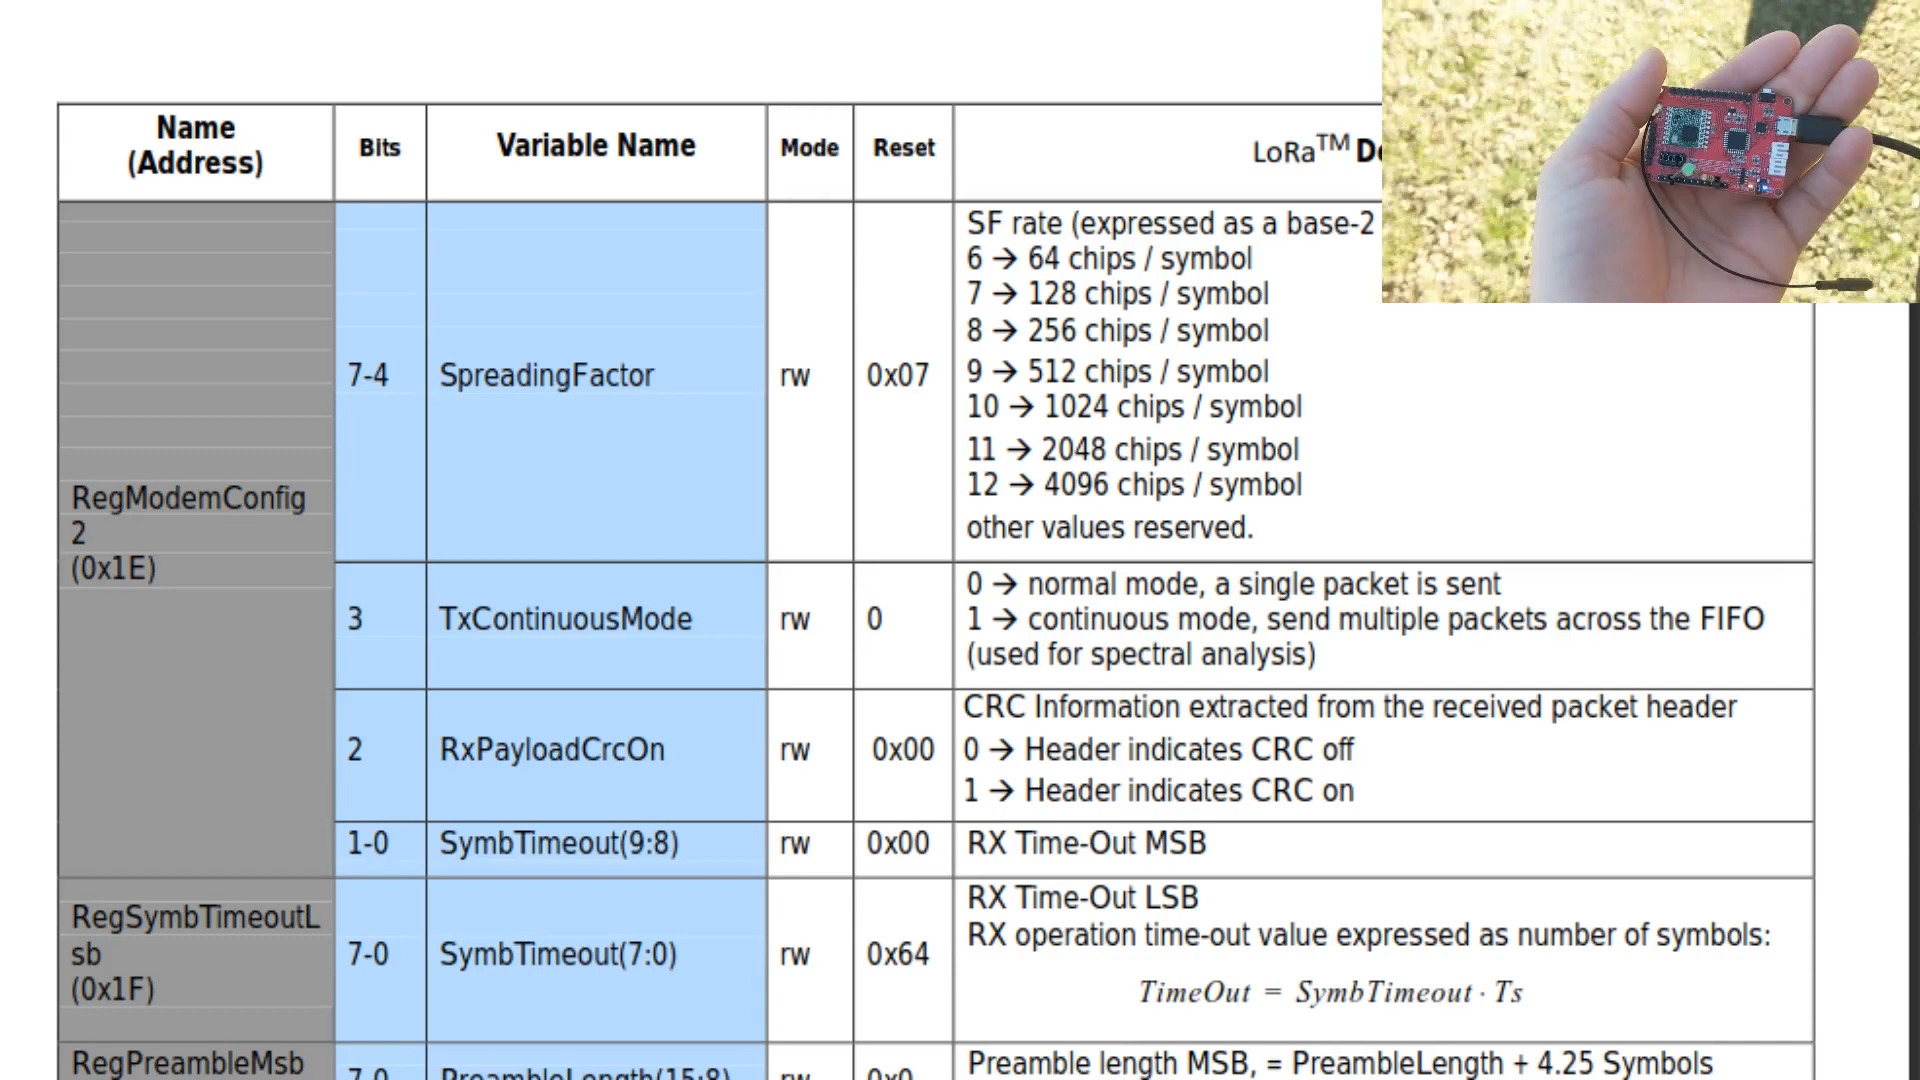 Name
(Address)
Bits
Variable Name
Mode
Reset
LoRa™
RegModemConfig
2
(0x1E)
7-4
SpreadingFactor
rw
0x07
SF rate (expressed as a base-2
6 → 64 chips / symbol
7 → 128 chips / symbol
8 → 256 chips / symbol
9 → 512 chips / symbol
10 → 1024 chips / symbol
11 → 2048 chips / symbol
12 → 4096 chips / symbol
other values reserved.
3
TxContinuousMode
rw
0
0 → normal mode, a single packet is sent
1 → continuous mode, send multiple packets across the FIFO
(used for spectral analysis)
2
RxPayloadCrcOn
rw
0x00
CRC Information extracted from the received packet header
0 → Header indicates CRC off
1 → Header indicates CRC on
1-0
SymbTimeout(9:8)
rw
0x00
RX Time-Out MSB
RegSymbTimeoutL
sb
(0x1F)
7-0
SymbTimeout(7:0)
rw
0x64
RX Time-Out LSB
RX operation time-out value expressed as number of symbols:
TimeOut = SymbTimeout · Ts
RegPreambleMsb
7-0
PreambleLength(15:8)
rw
0x0
Preamble length MSB, = PreambleLength + 4.25 Symbols